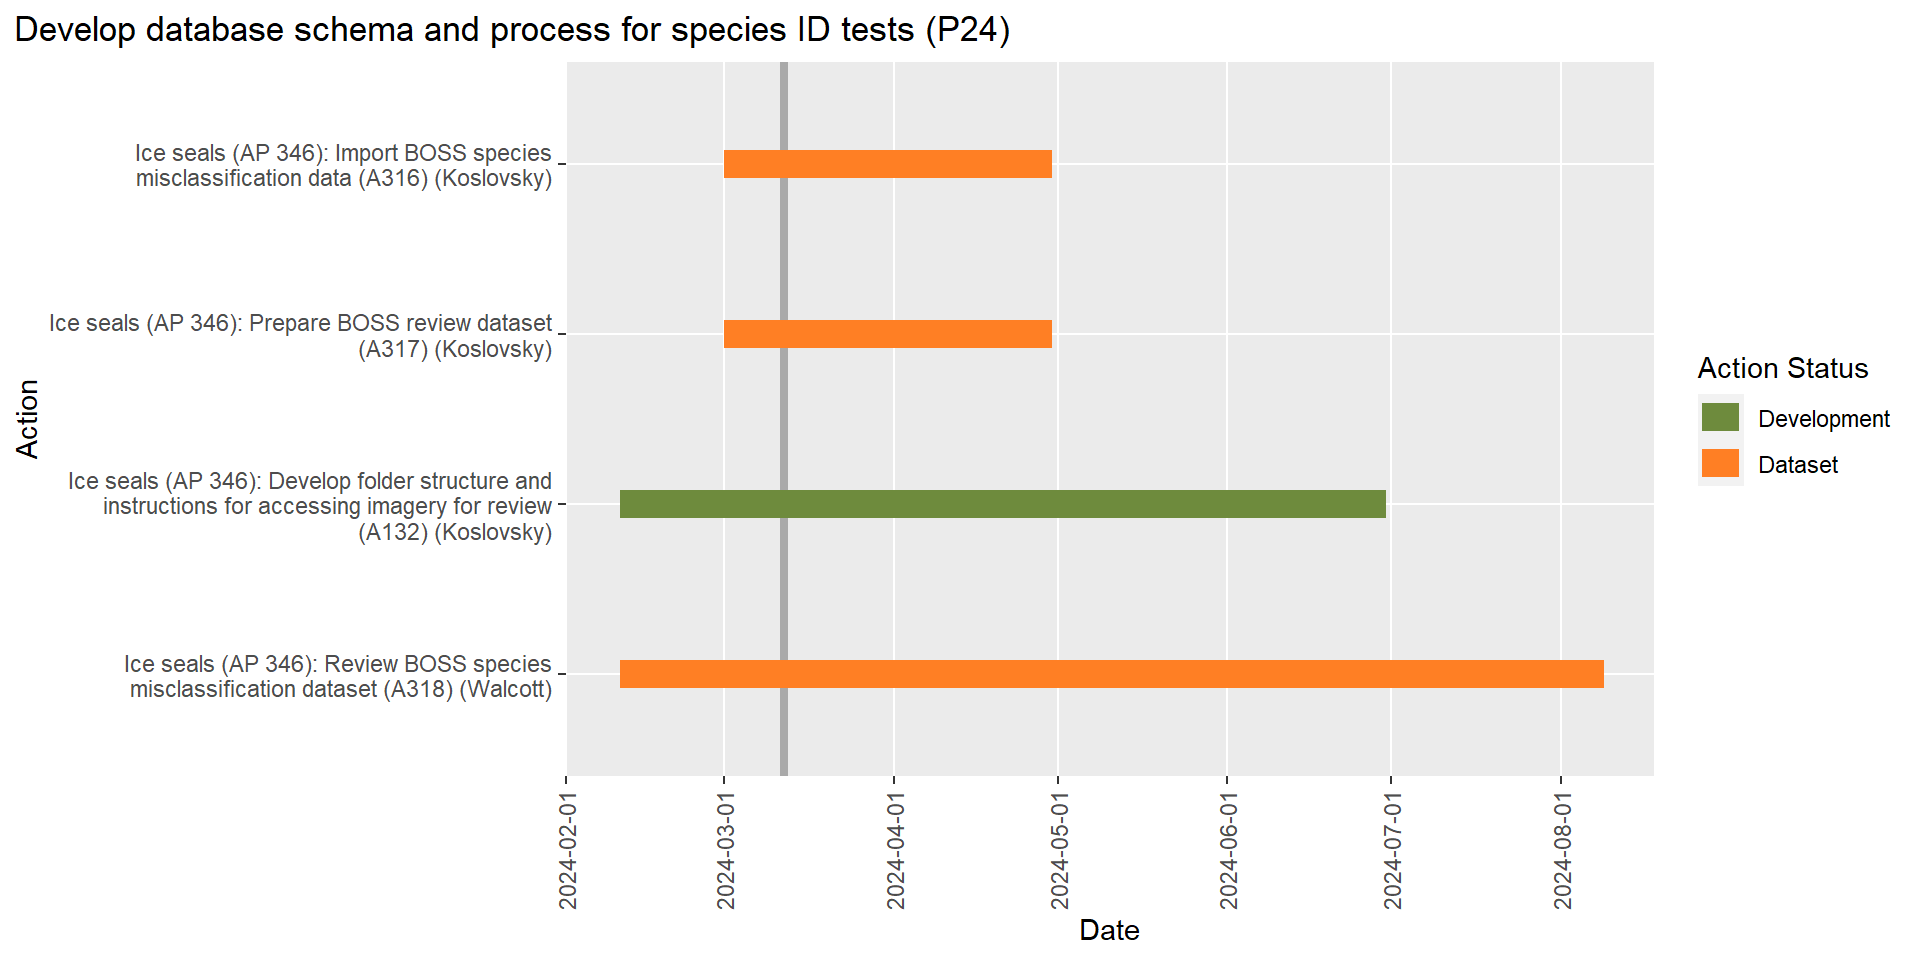 Develop database schema and process for species ID tests (P24)
Ice seals (AP 346): Import BOSS species
misclassification data (A316) (Koslovsky)
Ice seals (AP 346): Prepare BOSS review dataset
(A317) (Koslovsky)
Ice seals (AP 346): Develop folder structure and
instructions for accessing imagery for review
(A132) (Koslovsky)
Ice seals (AP 346): Review BOSS species
misclassification dataset (A318) (Walcott)
Action
2024-02-01
2024-03-01
2024-04-01
2024-05-01
2024-06-01
2024-07-01
2024-08-01
Date
Action Status
Development
Dataset